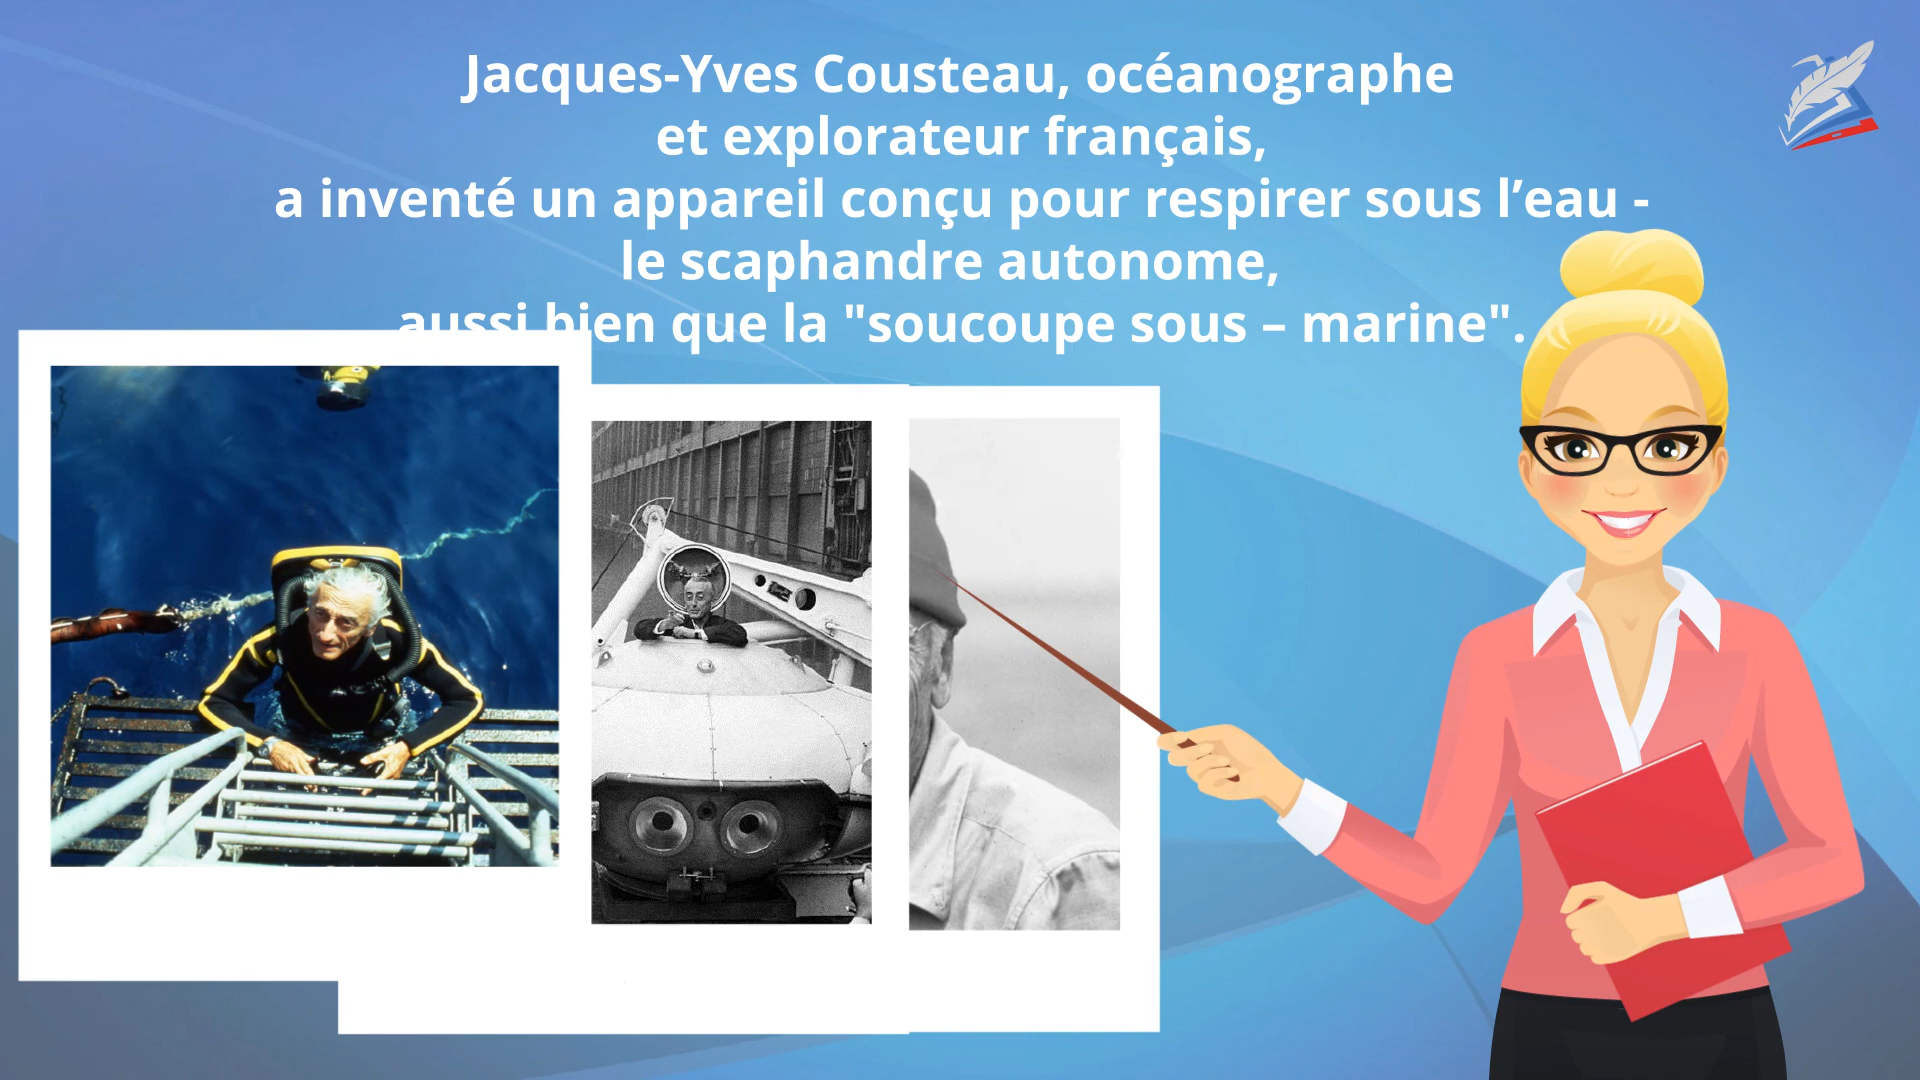 Jacques-Yves Cousteau, océanographe
et explorateur français,
a inventé un appareil conçu pour respirer sous l’eau -
le scaphandre autonome,
aussi bien que la "soucoupe sous – marine".